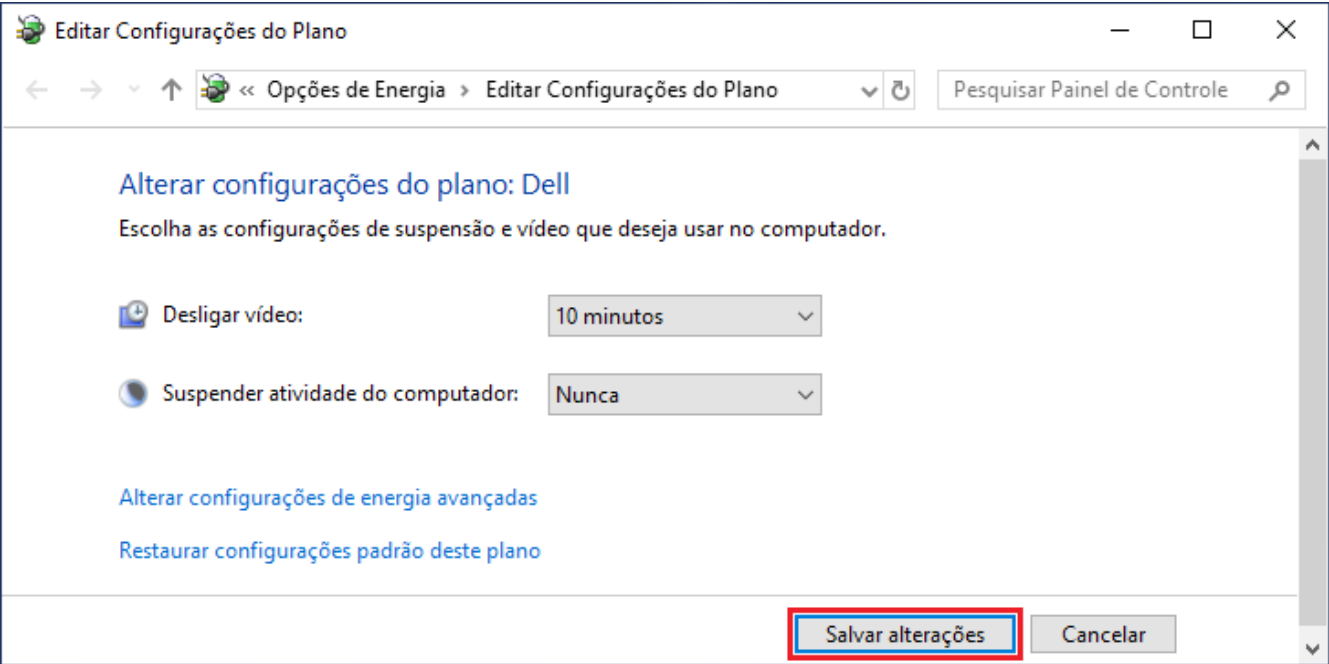 Editar Configurações do Plano
« Opções de Energia › Editar Configurações do Plano
Pesquisar Painel de Controle
Alterar configurações do plano: Dell
Escolha as configurações de suspensão e vídeo que deseja usar no computador.
Desligar vídeo: 10 minutos
Suspender atividade do computador: Nunca
Alterar configurações de energia avançadas
Restaurar configurações padrão deste plano
Salvar alterações Cancelar